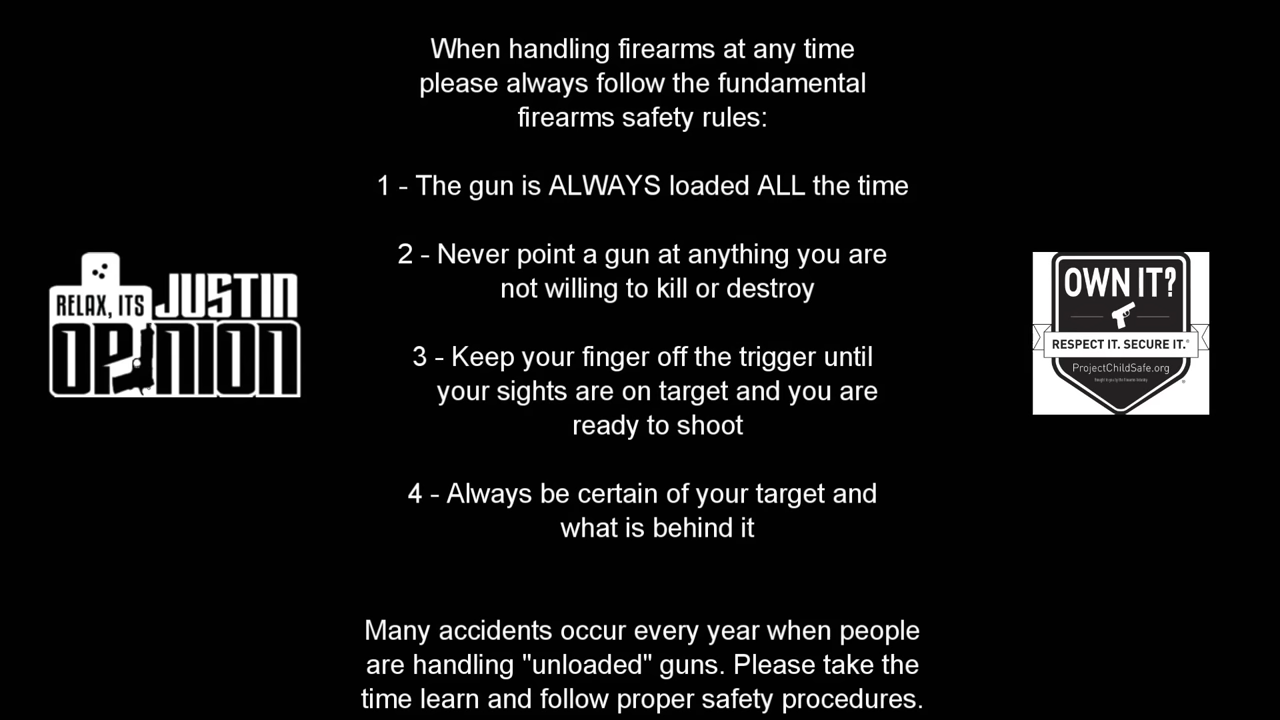 When handling firearms at any time
please always follow the fundamental
firearms safety rules:
1 - The gun is ALWAYS loaded ALL the time
2 - Never point a gun at anything you are
not willing to kill or destroy
3 - Keep your finger off the trigger until
your sights are on target and you are
ready to shoot
4 - Always be certain of your target and
what is behind it
Many accidents occur every year when people
are handling "unloaded" guns. Please take the
time learn and follow proper safety procedures.
RELAX, ITS JUSTIN
OPINION
OWN IT?
RESPECT IT. SECURE IT.®
ProjectChildSafe.org